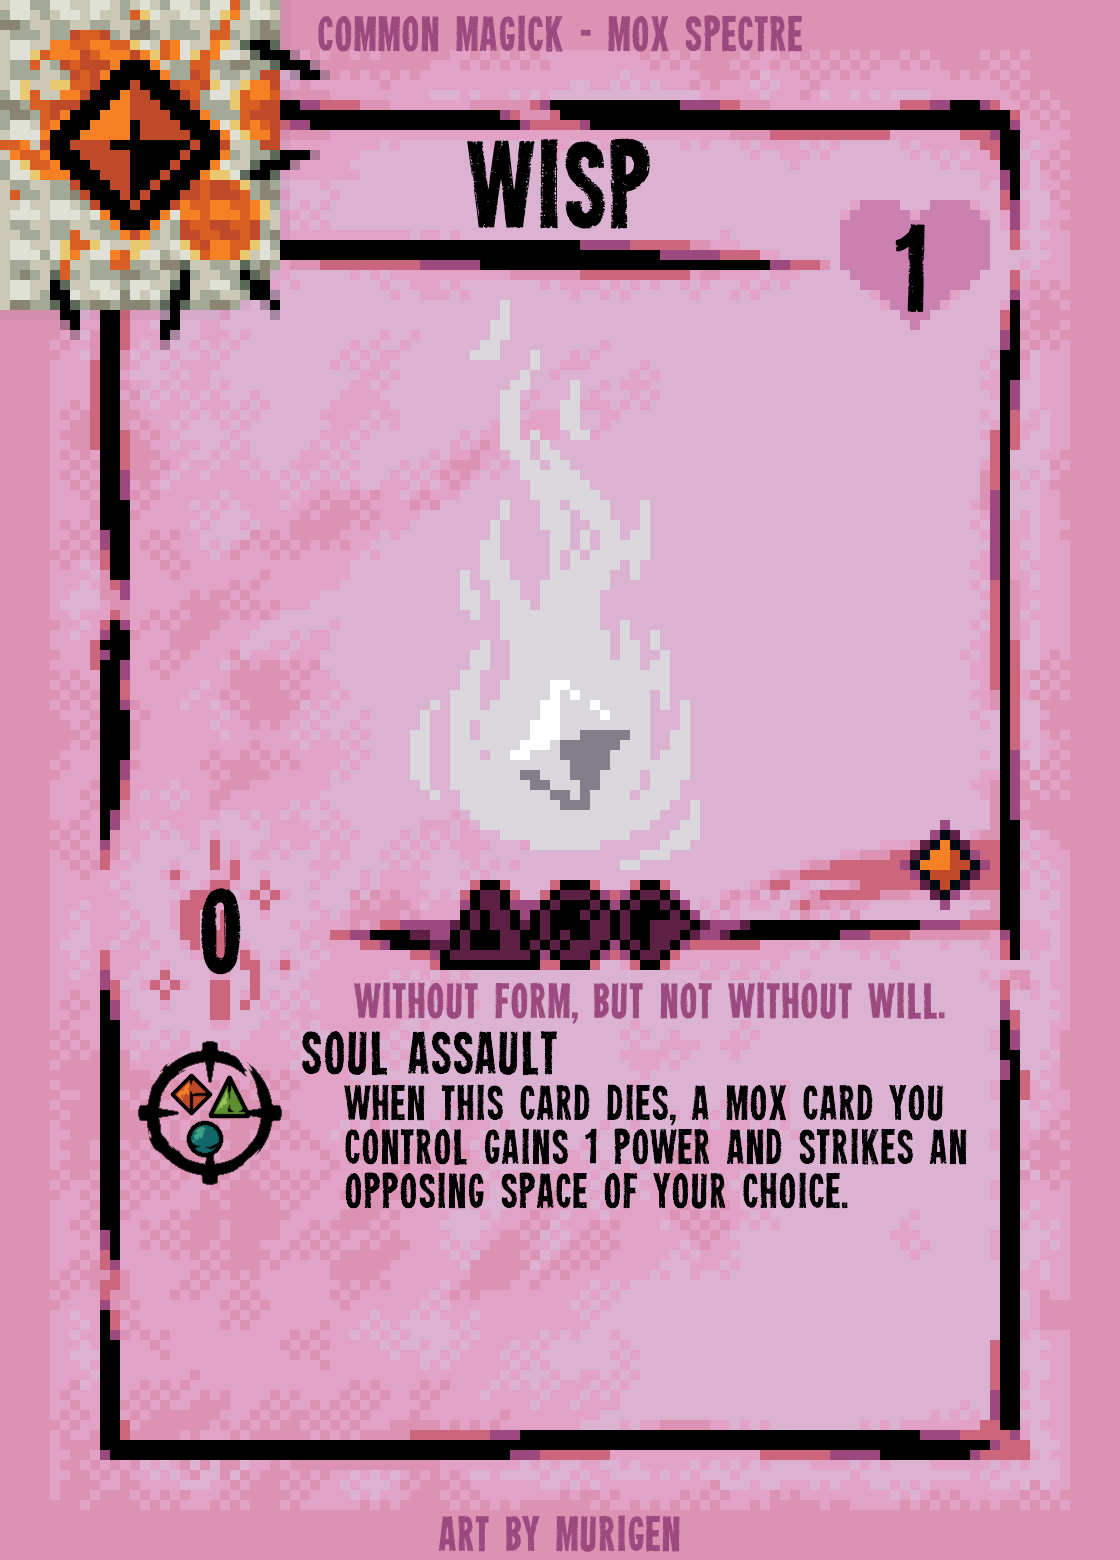 COMMON MAGICK - MOX SPECTRE
WISP
1
0
WITHOUT FORM, BUT NOT WITHOUT WILL.
SOUL ASSAULT
WHEN THIS CARD DIES, A MOX CARD YOU
CONTROL GAINS 1 POWER AND STRIKES AN
OPPOSING SPACE OF YOUR CHOICE.
ART BY MURIGEN